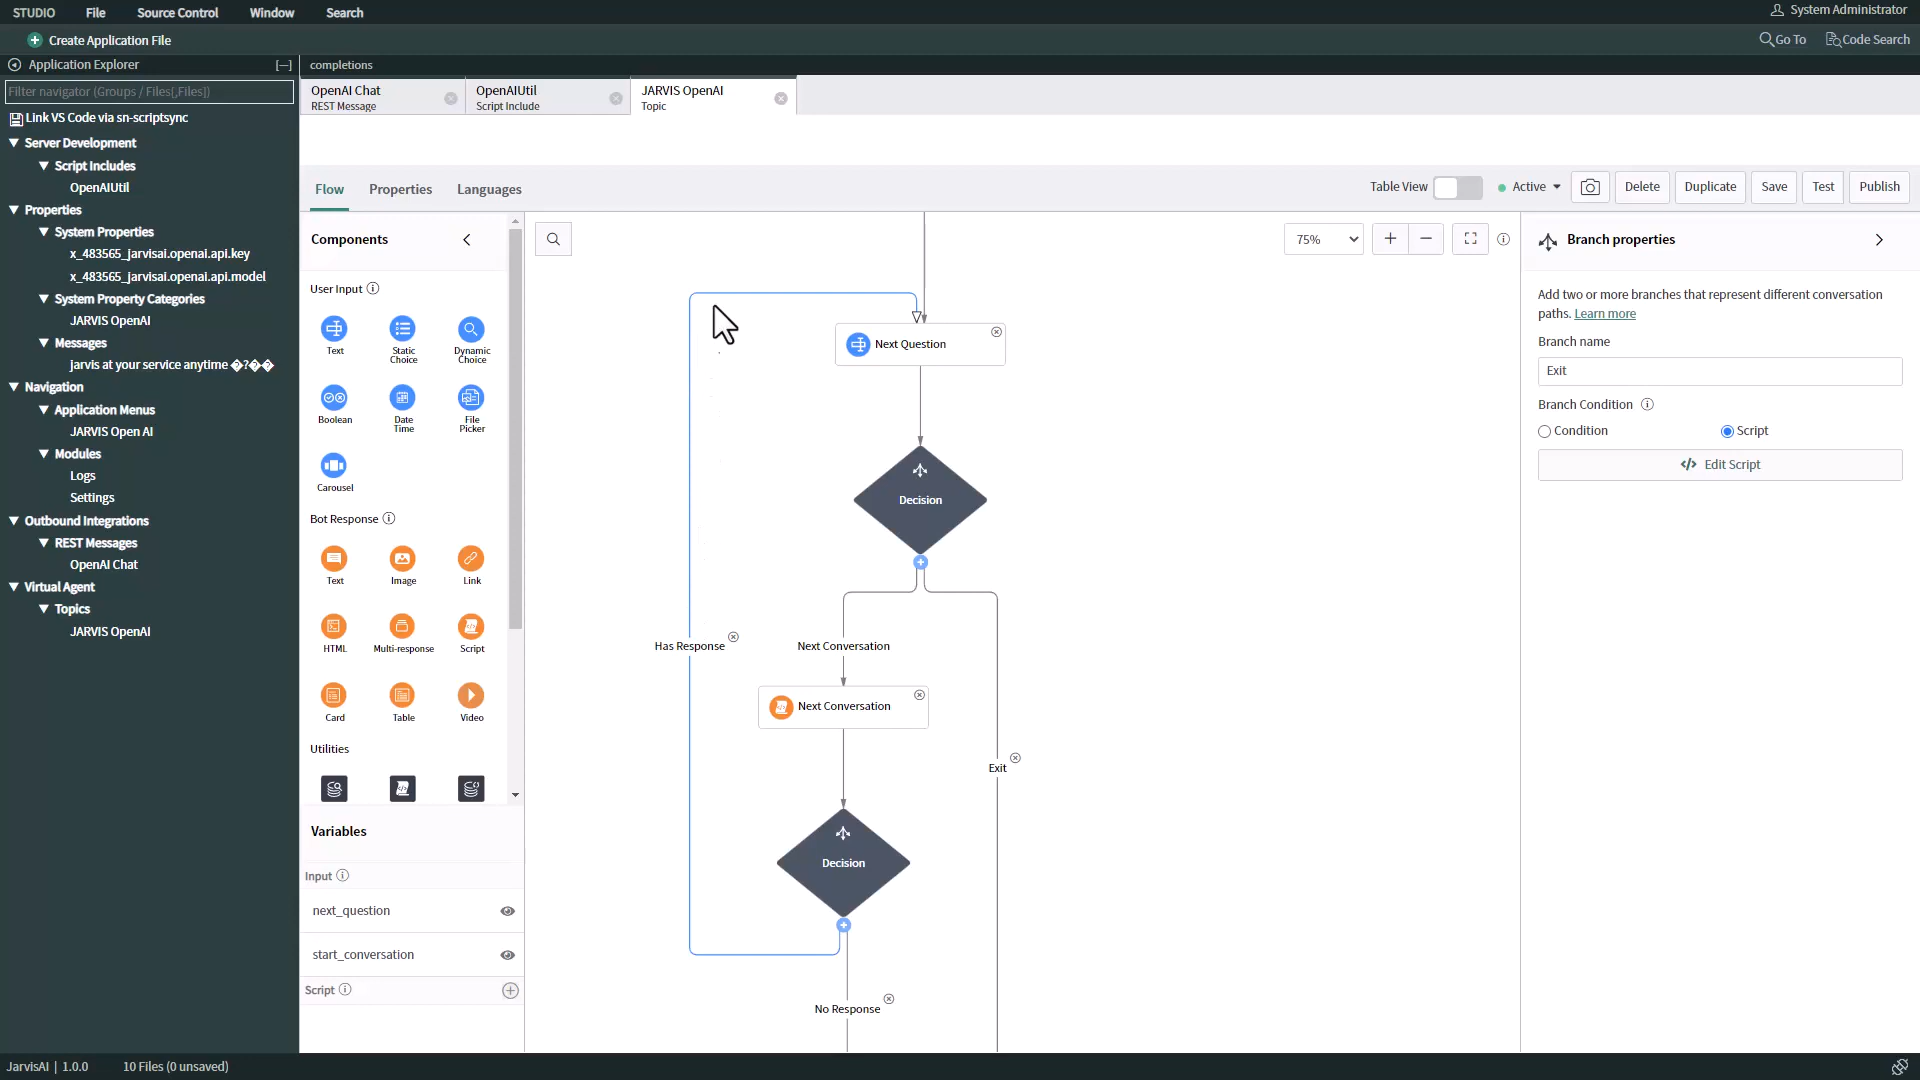 STUDIO File Source Control Window Search System Administrator
Create Application File Go To Code Search
Application Explorer [—] completions
Filter navigator (Groups / Files(,Files))
OpenAI Chat
REST Message
OpenAIUtil
Script Include
JARVIS OpenAI
Topic
Link VS Code via sn-scriptsync
Server Development
Script Includes
OpenAIUtil
Properties
System Properties
x_483565_jarvisai.openai.api.key
x_483565_jarvisai.openai.api.model
System Property Categories
JARVIS OpenAI
Messages
jarvis at your service anytime �?��
Navigation
Application Menus
JARVIS Open AI
Modules
Logs
Settings
Outbound Integrations
REST Messages
OpenAI Chat
Virtual Agent
Topics
JARVIS OpenAI
Flow Properties Languages Table View Active Delete Duplicate Save Test Publish
Components
User Input
Text
Static Choice
Dynamic Choice
Boolean
Date Time
File Picker
Carousel
Bot Response
Text Image Link
HTML Multi-response Script
Card Table Video
Utilities
Variables
Input
next_question
start_conversation
Script
75%
Next Question
Decision
Has Response
Next Conversation
Next Conversation
Exit
Decision
No Response
Branch properties
Add two or more branches that represent different conversation
paths. Learn more
Branch name
Exit
Branch Condition
Condition Script
Edit Script
JarvisAI | 1.0.0 10 Files (0 unsaved)